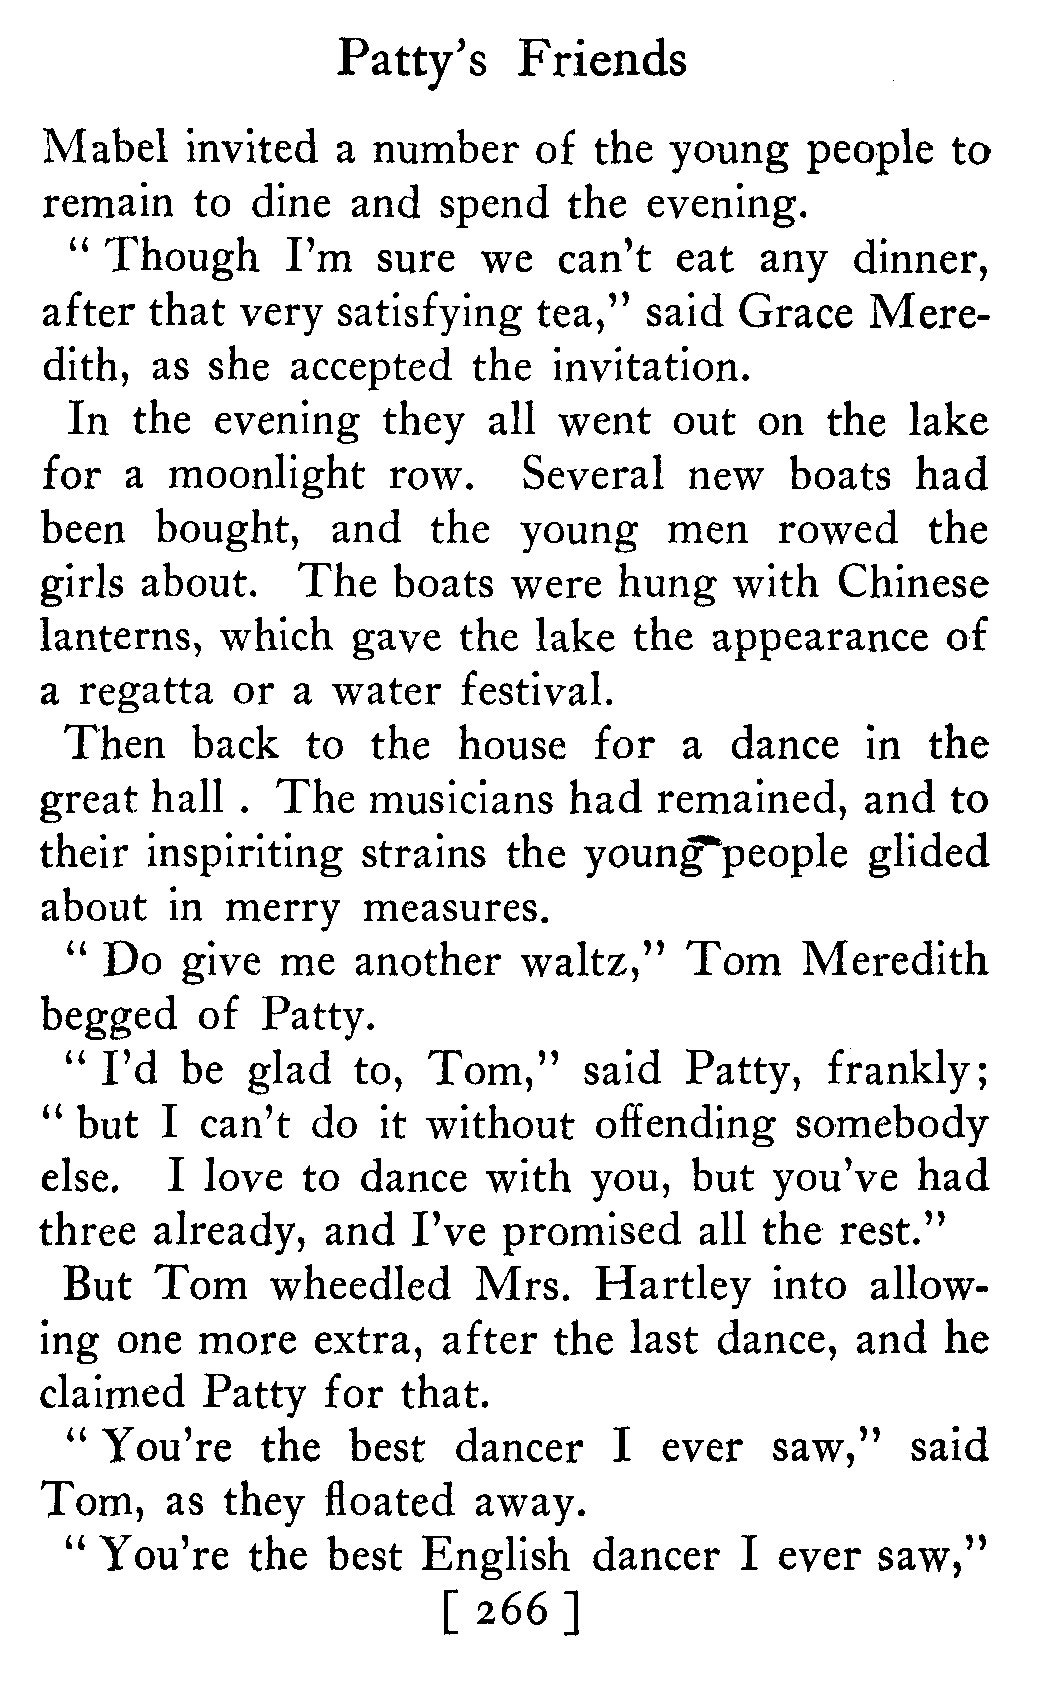 Patty's Friends
Mabel invited a number of the young people to
remain to dine and spend the evening.
" Though I'm sure we can't eat any dinner,
after that very satisfying tea," said Grace Mere-
dith, as she accepted the invitation.
In the evening they all went out on the lake
for a moonlight row. Several new boats had
been bought, and the young men rowed the
girls about. The boats were hung with Chinese
lanterns, which gave the lake the appearance of
a regatta or a water festival.
Then back to the house for a dance in the
great hall . The musicians had remained, and to
their inspiriting strains the young people glided
about in merry measures.
" Do give me another waltz," Tom Meredith
begged of Patty.
" I'd be glad to, Tom," said Patty, frankly;
" but I can't do it without offending somebody
else. I love to dance with you, but you've had
three already, and I've promised all the rest."
But Tom wheedled Mrs. Hartley into allow-
ing one more extra, after the last dance, and he
claimed Patty for that.
" You're the best dancer I ever saw," said
Tom, as they floated away.
" You're the best English dancer I ever saw,"
[ 266 ]